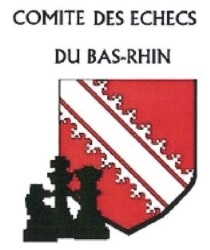 COMITE DES ECHECS
DU BAS-RHIN